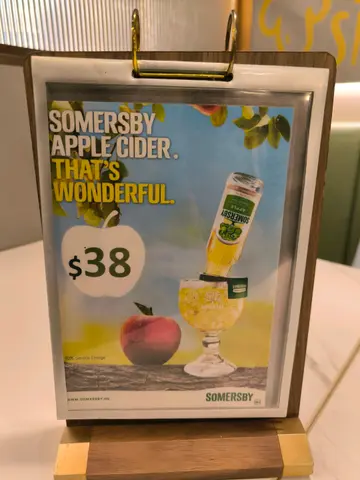 SOMERSBY
APPLE CIDER.
THAT'S
WONDERFUL.
$38
SOMERSBY
SOMERSBY